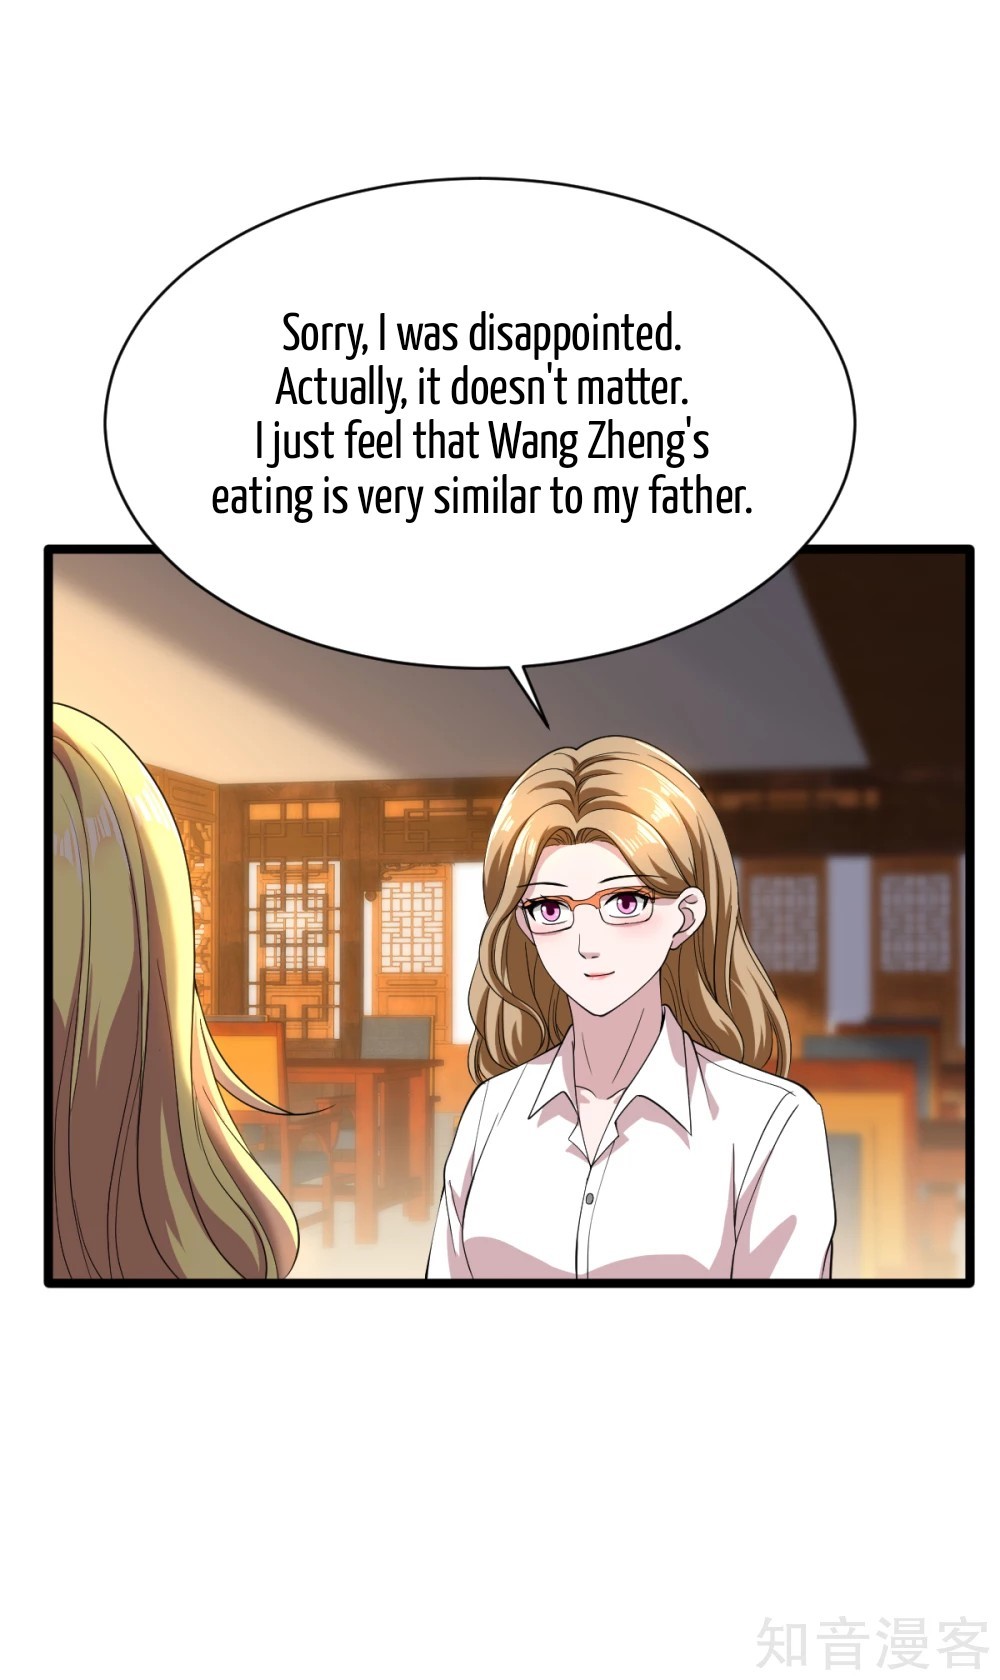 Sorry, I was disappointed.
Actually, it doesn't matter.
I just feel that Wang Zheng's
eating is very similar to my father.
知音漫客